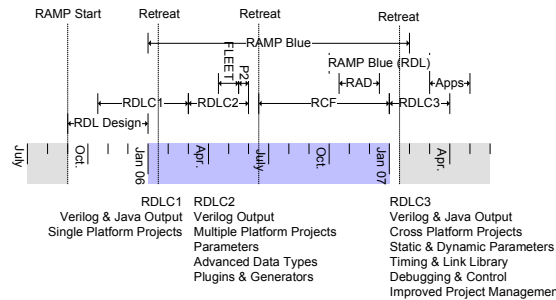 RAMP Start
Retreat
Retreat
Retreat
RAMP Blue
RAMP Blue (RDL)
FLEET
P2
RAD
Apps
RDLC1
RDLC2
RCF
RDLC3
RDL Design
July
Oct.
Jan 06
Apr.
July
Oct.
Jan 07
Apr.
RDLC1
Verilog & Java Output
Single Platform Projects
RDLC2
Verilog Output
Multiple Platform Projects
Parameters
Advanced Data Types
Plugins & Generators
RDLC3
Verilog & Java Output
Cross Platform Projects
Static & Dynamic Parameters
Timing & Link Library
Debugging & Control
Improved Project Management